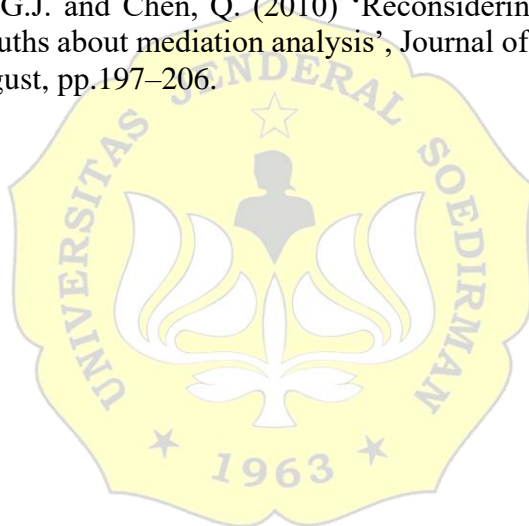 G.J. and Chen, Q. (2010) ‘Reconsiderin
uths about mediation analysis’, Journal of
gust, pp.197–206.
UNIVERSITAS JENDERAL SOEDIRMAN
1963